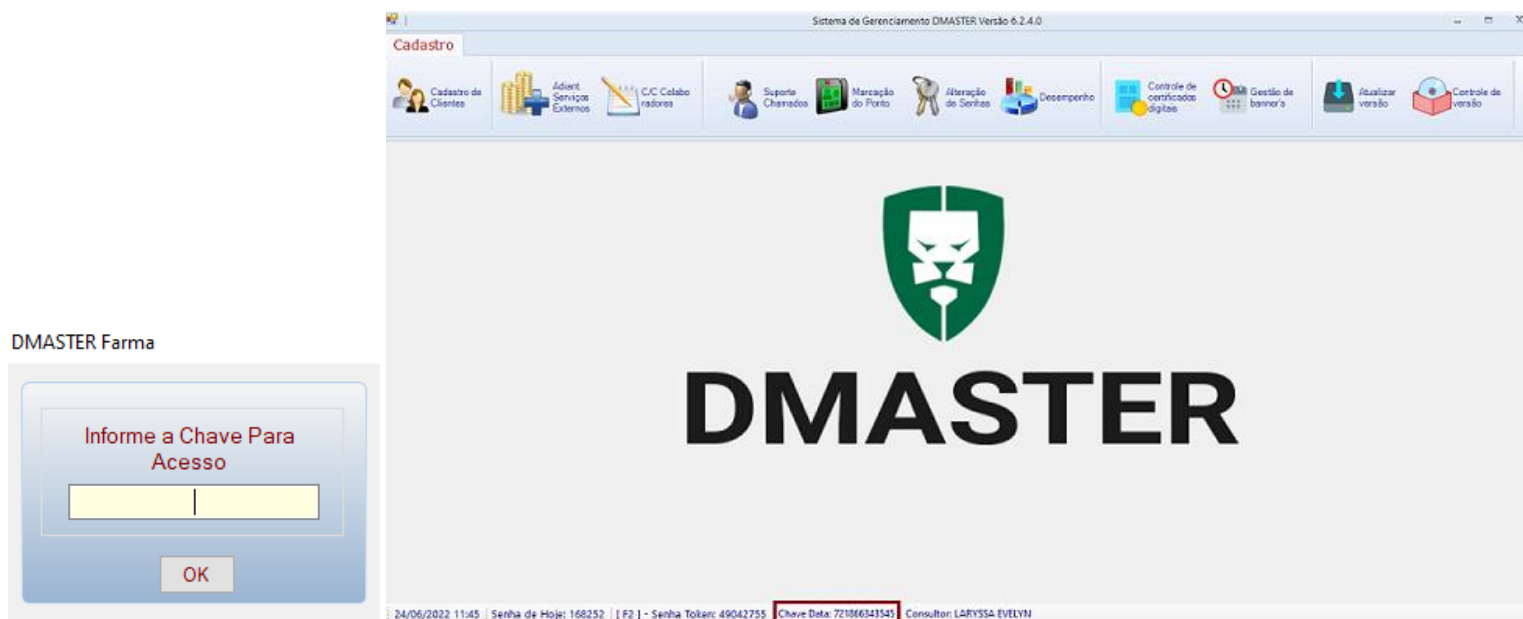 Sistema de Gerenciamento DMASTER Versão 6.2.4.0
Cadastro
Cadastro de
Clientes
Adiant.
Serviços
Externos
C/C Colabo
radores
Suporte
Chamados
Marcação
do Ponto
Alteração
de Senhas
Desempenho
Controle de
certificados
digitais
Gestão de
banner's
Atualizar
versão
Controle de
versão
DMASTER
DMASTER Farma
Informe a Chave Para
Acesso
OK
24/06/2022 11:45 Senha de Hoje: 168252 [ F2 ] - Senha Token: 49042755 Chave Data: 721866343545 Consultor: LARYSSA EVELYN